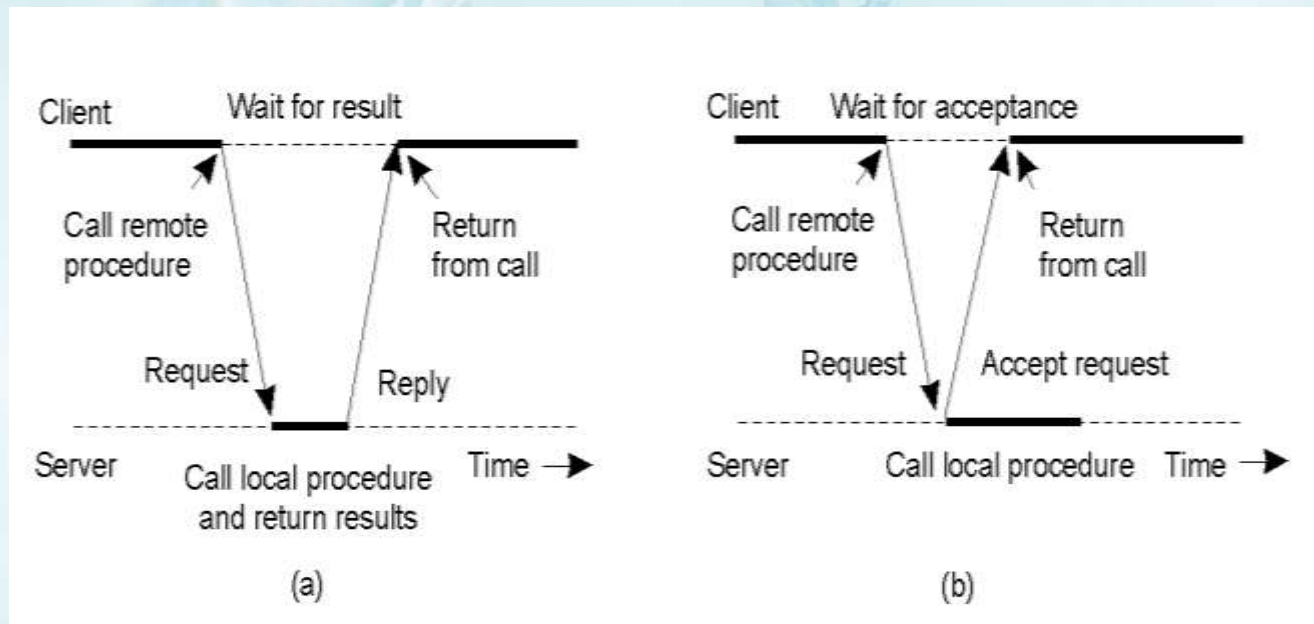 Client
Wait for result
Call remote
procedure
Return
from call
Request
Reply
Server
Call local procedure
and return results
Time
(a)
Client
Wait for acceptance
Call remote
procedure
Return
from call
Request
Accept request
Server
Call local procedure
Time
(b)